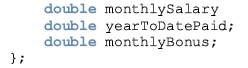 double monthlySalary
double yearToDatePaid;
double monthlyBonus;
};